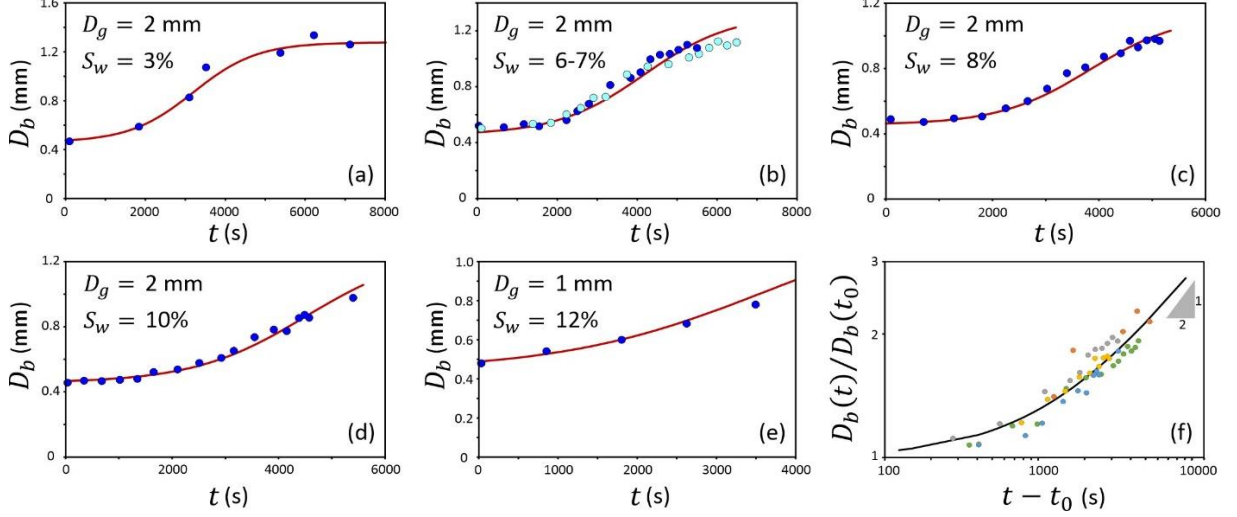 D_g = 2 mm
S_w = 3%
D_b (mm)
1.6
1.2
0.8
0.4
0
(a)
0 2000 4000 6000 8000
t (s)
D_g = 2 mm
S_w = 6-7%
D_b (mm)
1.2
0.8
0.4
0
(b)
0 2000 4000 6000 8000
t (s)
D_g = 2 mm
S_w = 8%
D_b (mm)
1.2
0.8
0.4
0
(c)
0 2000 4000 6000
t (s)
D_g = 2 mm
S_w = 10%
D_b (mm)
1.2
0.8
0.4
0
(d)
0 2000 4000 6000
t (s)
D_g = 1 mm
S_w = 12%
D_b (mm)
1.0
0.8
0.6
0.4
0.2
0
(e)
0 1000 2000 3000 4000
t (s)
D_b(t)/D_b(t_0)
3
2
1
1
2
(f)
100 1000 10000
t − t_0 (s)